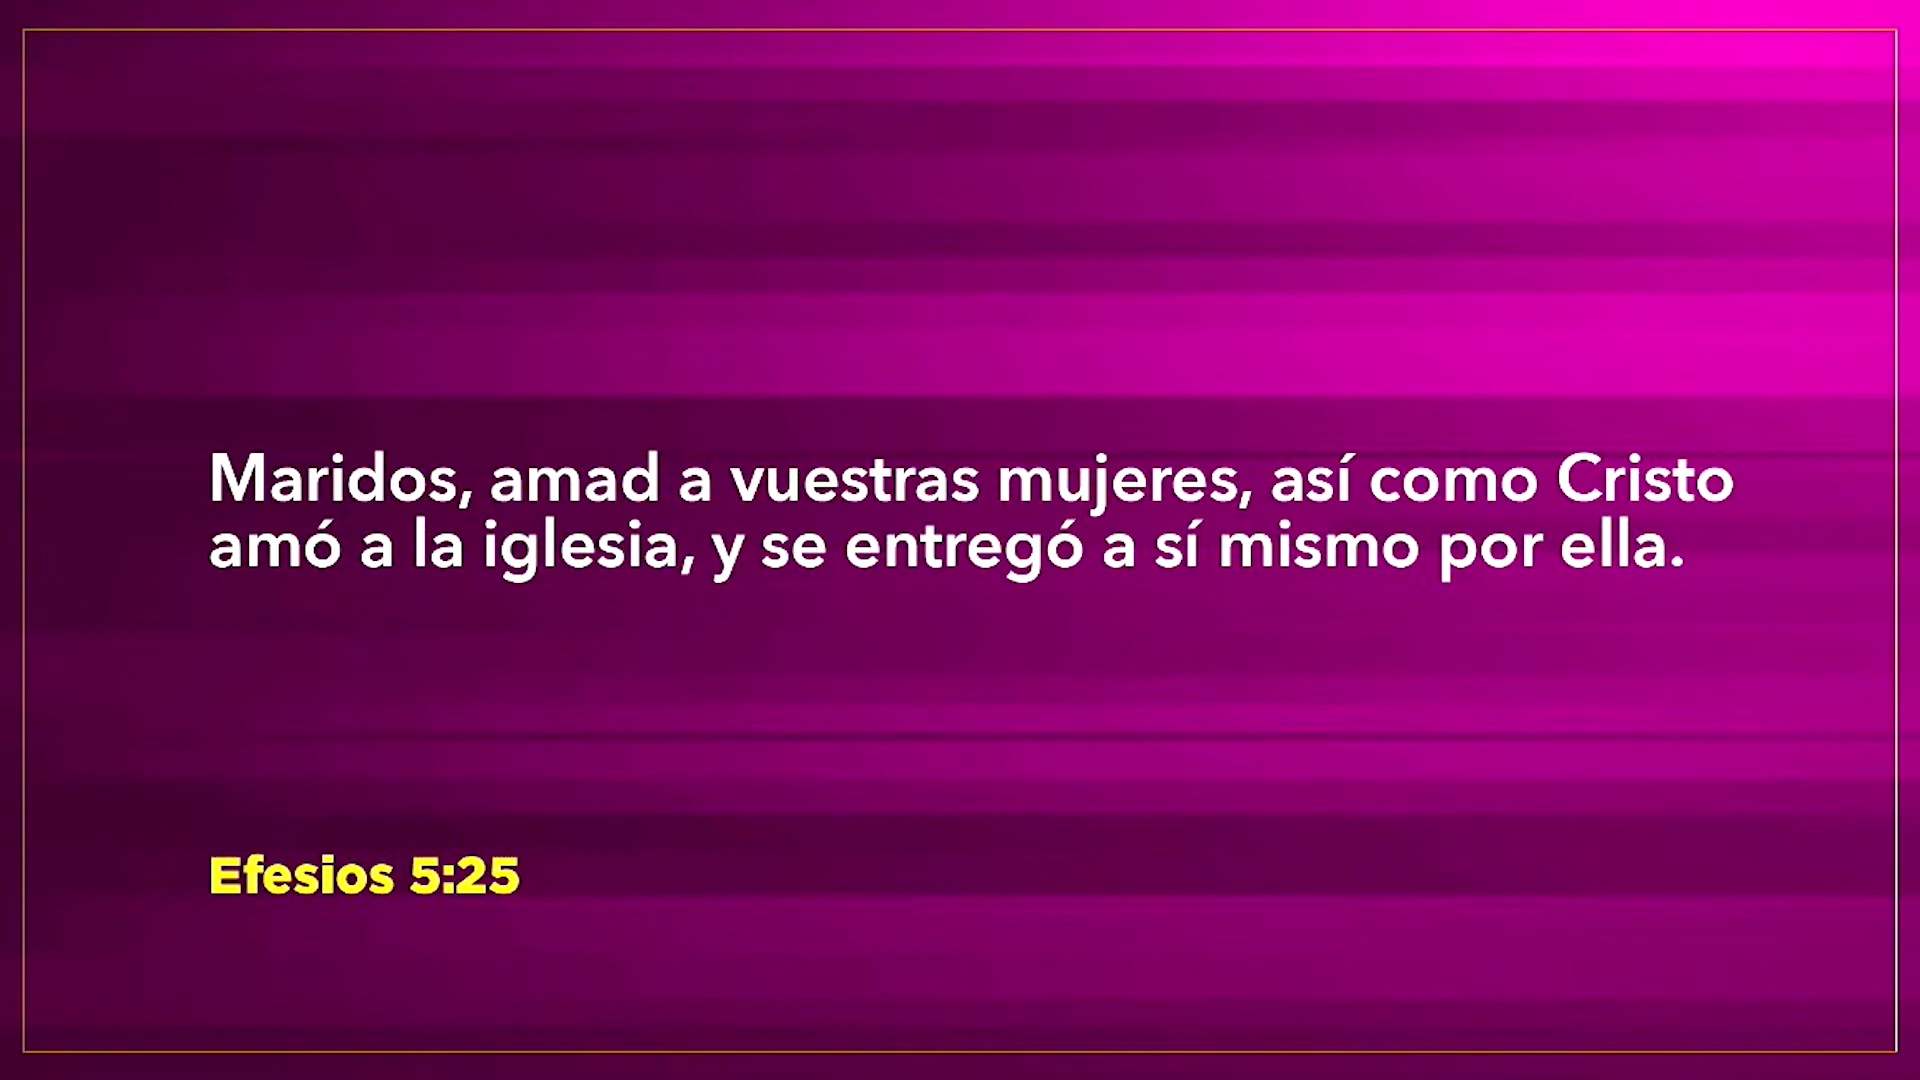 Maridos, amad a vuestras mujeres, así como Cristo
amó a la iglesia, y se entregó a sí mismo por ella.
Efesios 5:25